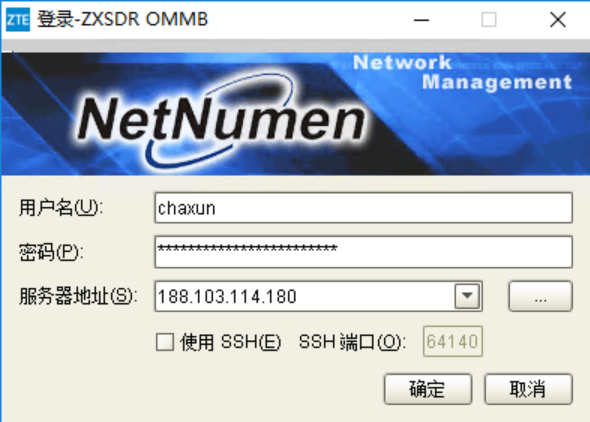 ZTE 登录-ZXSDR OMMB
Network
Management
NetNumen
用户名(U): chaxun
密码(P): ************************
服务器地址(S): 188.103.114.180 ...
使用 SSH(E) SSH 端口(O): 64140
确定 取消